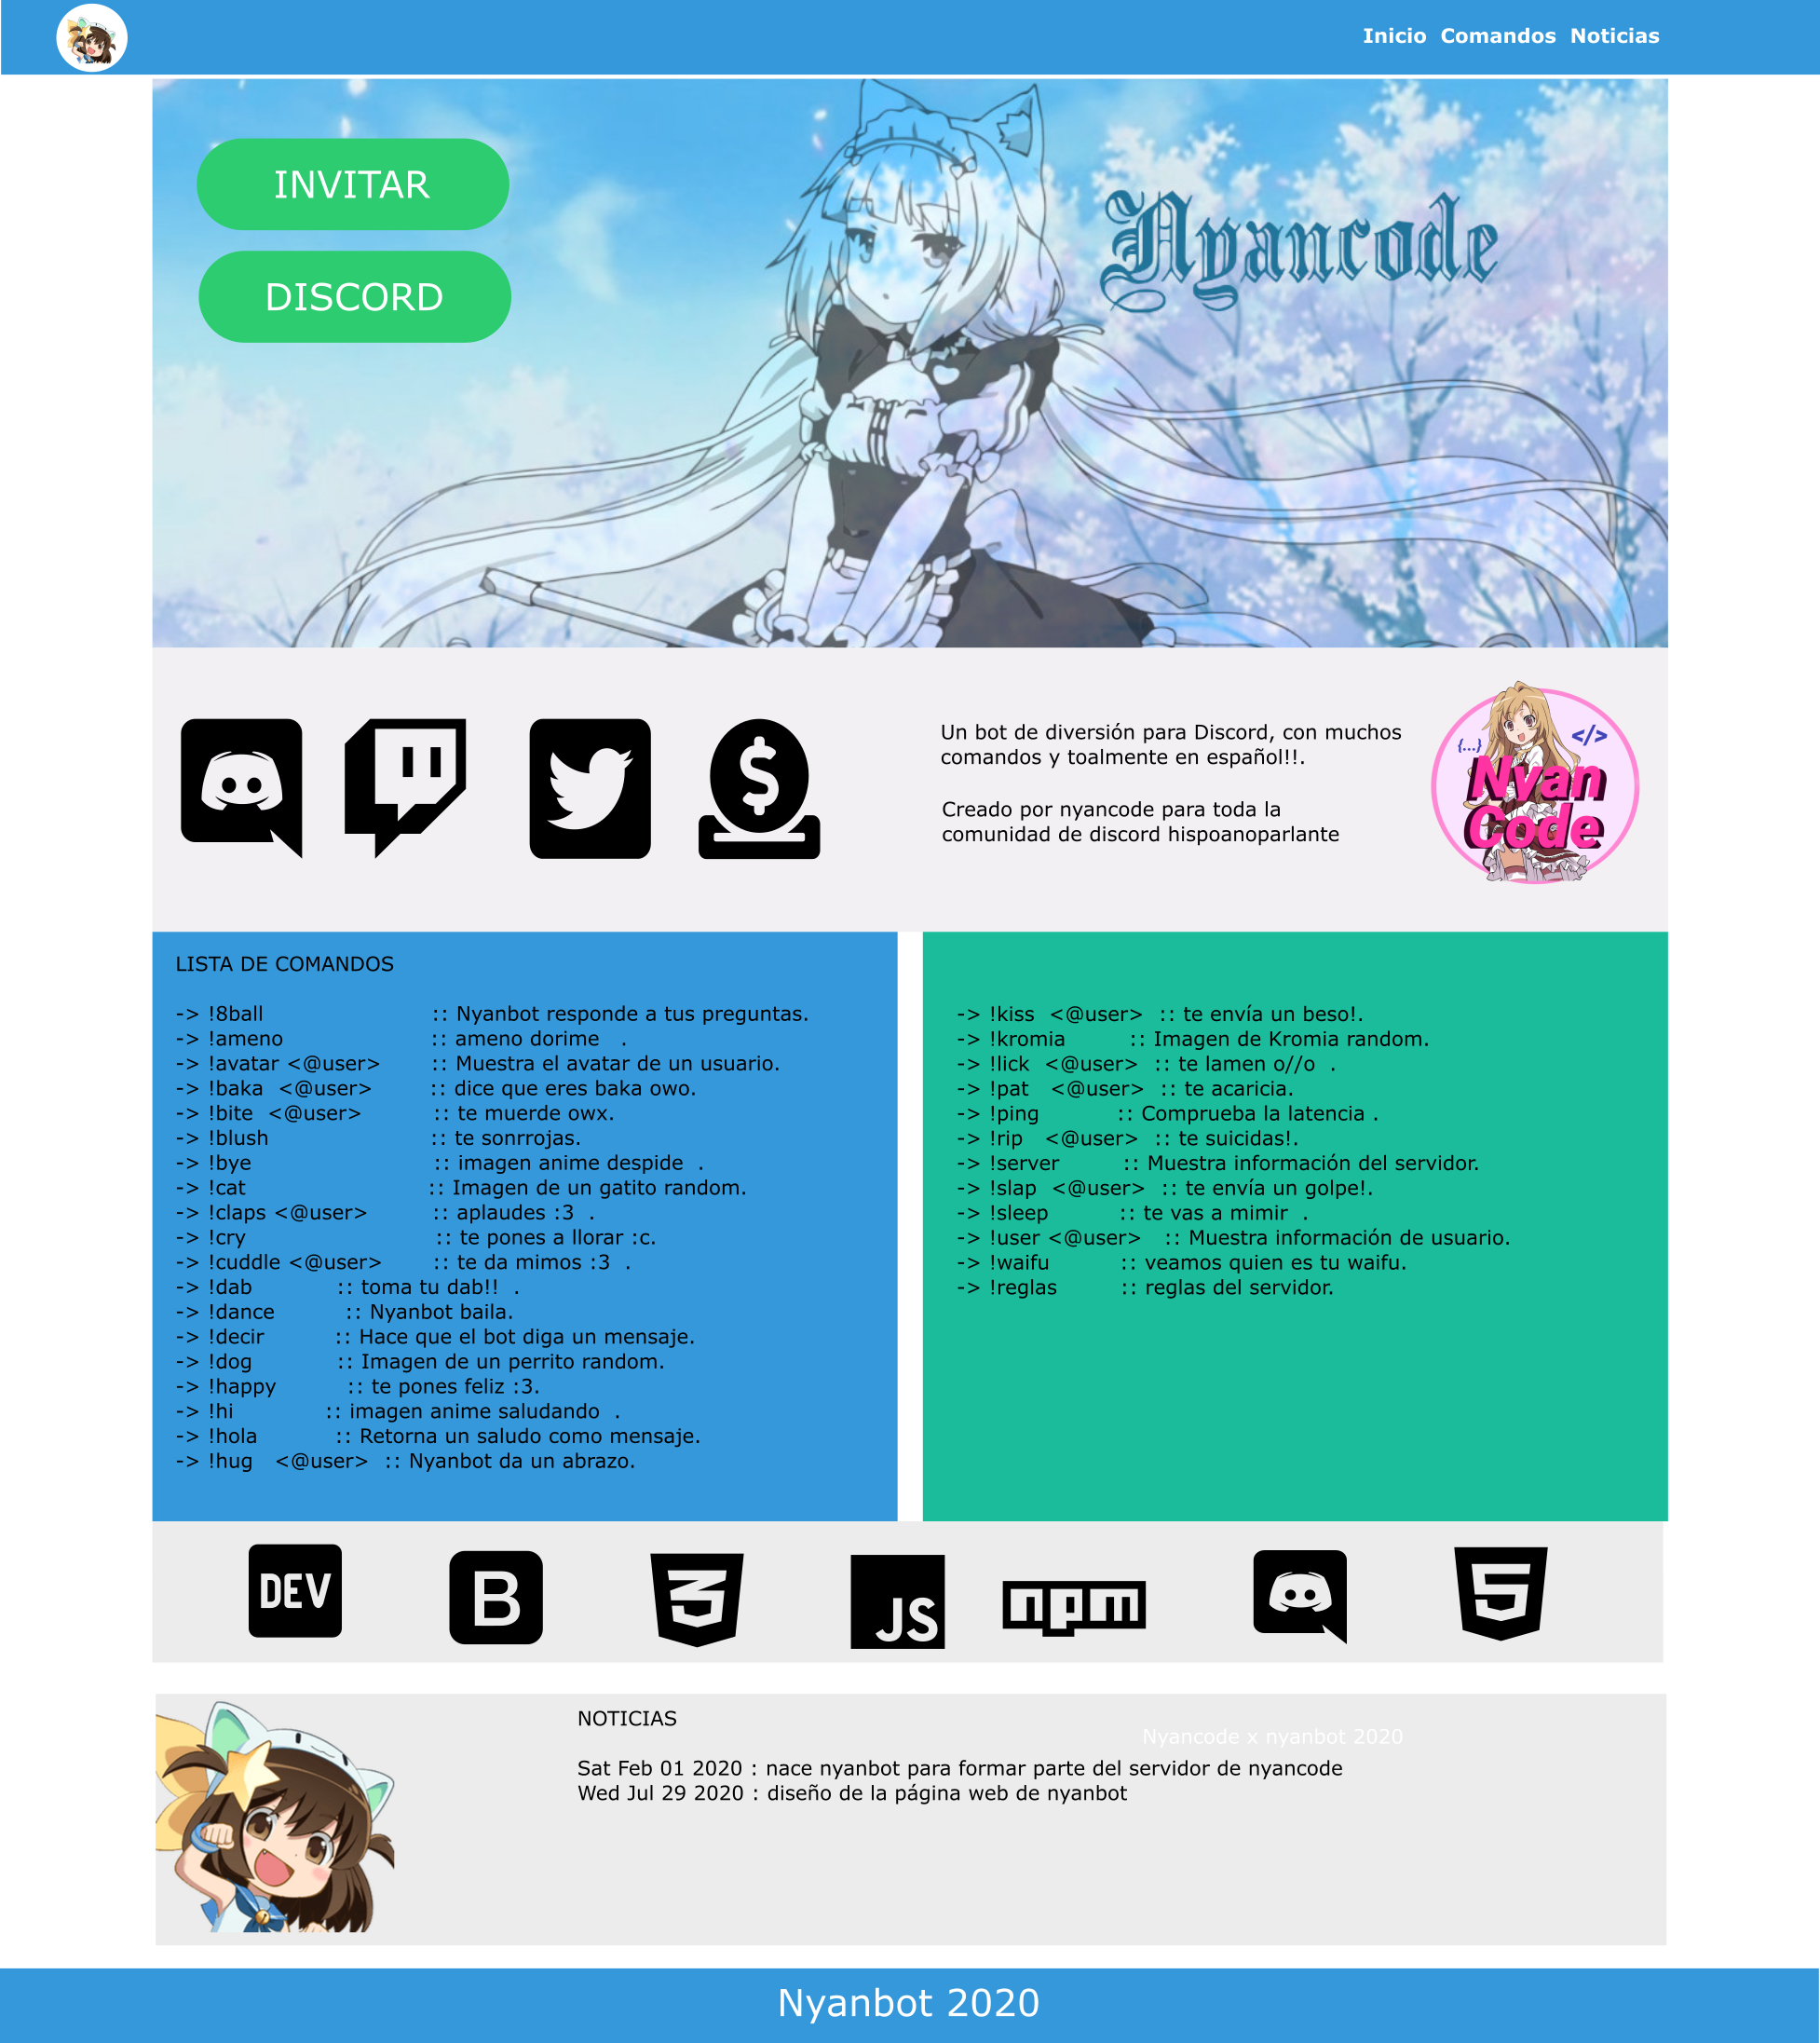 Inicio Comandos Noticias
INVITAR
DISCORD
Nyancode
Un bot de diversión para Discord, con muchos
comandos y toalmente en español!!.
Creado por nyancode para toda la
comunidad de discord hispoanoparlante
{...}
</>
Nyan
Code
LISTA DE COMANDOS
-> !8ball :: Nyanbot responde a tus preguntas.
-> !ameno :: ameno dorime .
-> !avatar <@user> :: Muestra el avatar de un usuario.
-> !baka <@user> :: dice que eres baka owo.
-> !bite <@user> :: te muerde owx.
-> !blush :: te sonrrojas.
-> !bye :: imagen anime despide .
-> !cat :: Imagen de un gatito random.
-> !claps <@user> :: aplaudes :3 .
-> !cry :: te pones a llorar :c.
-> !cuddle <@user> :: te da mimos :3 .
-> !dab :: toma tu dab!! .
-> !dance :: Nyanbot baila.
-> !decir :: Hace que el bot diga un mensaje.
-> !dog :: Imagen de un perrito random.
-> !happy :: te pones feliz :3.
-> !hi :: imagen anime saludando .
-> !hola :: Retorna un saludo como mensaje.
-> !hug <@user> :: Nyanbot da un abrazo.
-> !kiss <@user> :: te envía un beso!.
-> !kromia :: Imagen de Kromia random.
-> !lick <@user> :: te lamen o//o .
-> !pat <@user> :: te acaricia.
-> !ping :: Comprueba la latencia .
-> !rip <@user> :: te suicidas!.
-> !server :: Muestra información del servidor.
-> !slap <@user> :: te envía un golpe!.
-> !sleep :: te vas a mimir .
-> !user <@user> :: Muestra información de usuario.
-> !waifu :: veamos quien es tu waifu.
-> !reglas :: reglas del servidor.
DEV
B
3
JS
npm
5
NOTICIAS
Nyancode x nyanbot 2020
Sat Feb 01 2020 : nace nyanbot para formar parte del servidor de nyancode
Wed Jul 29 2020 : diseño de la página web de nyanbot
Nyanbot 2020